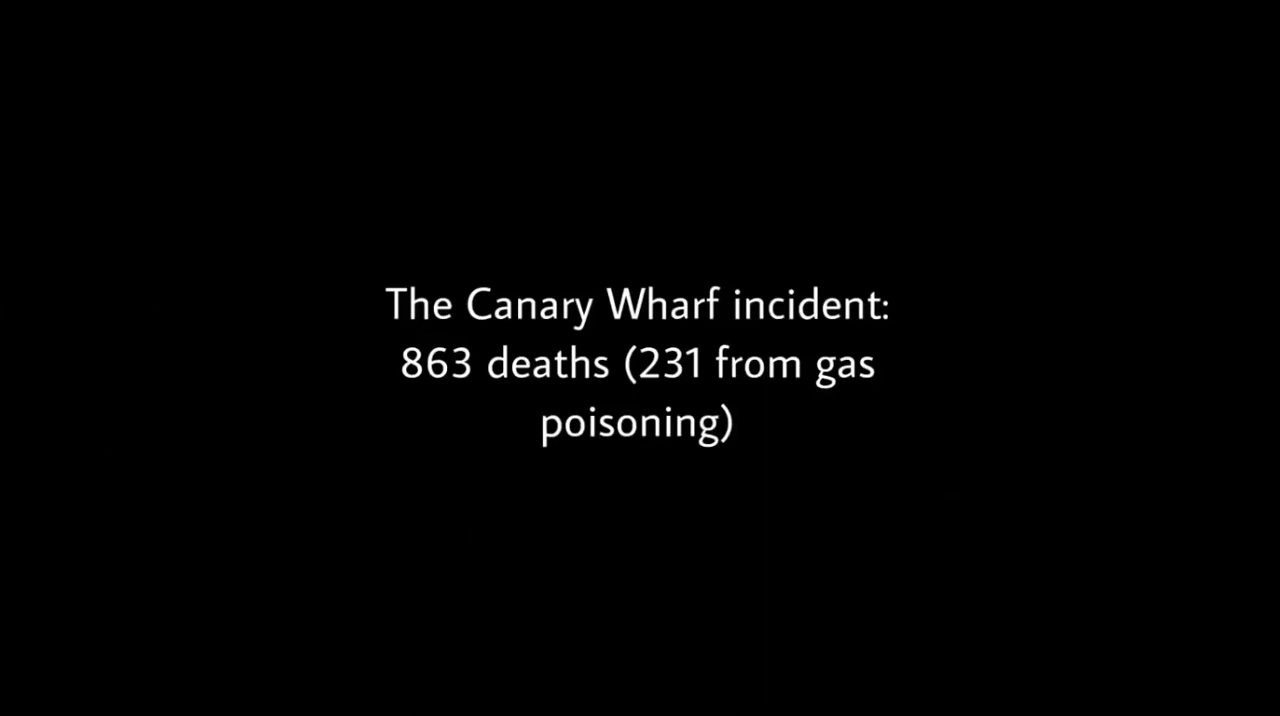 The Canary Wharf incident:
863 deaths (231 from gas
poisoning)